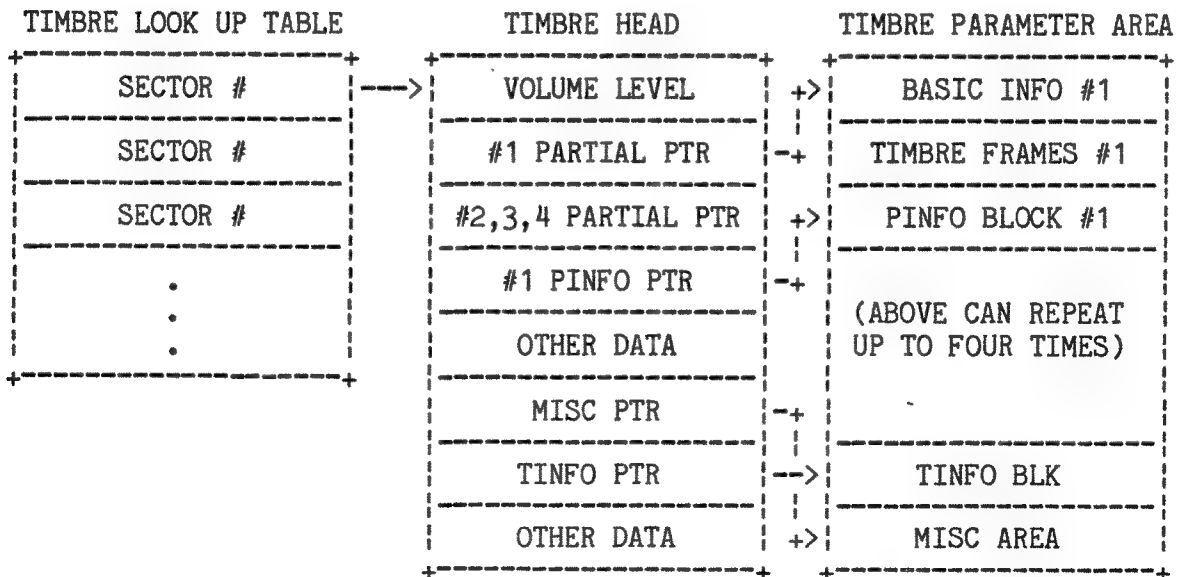 TIMBRE LOOK UP TABLE
SECTOR #
SECTOR #
SECTOR #
TIMBRE HEAD
VOLUME LEVEL
#1 PARTIAL PTR
#2,3,4 PARTIAL PTR
#1 PINFO PTR
OTHER DATA
MISC PTR
TINFO PTR
OTHER DATA
TIMBRE PARAMETER AREA
BASIC INFO #1
TIMBRE FRAMES #1
PINFO BLOCK #1
(ABOVE CAN REPEAT
UP TO FOUR TIMES)
TINFO BLK
MISC AREA